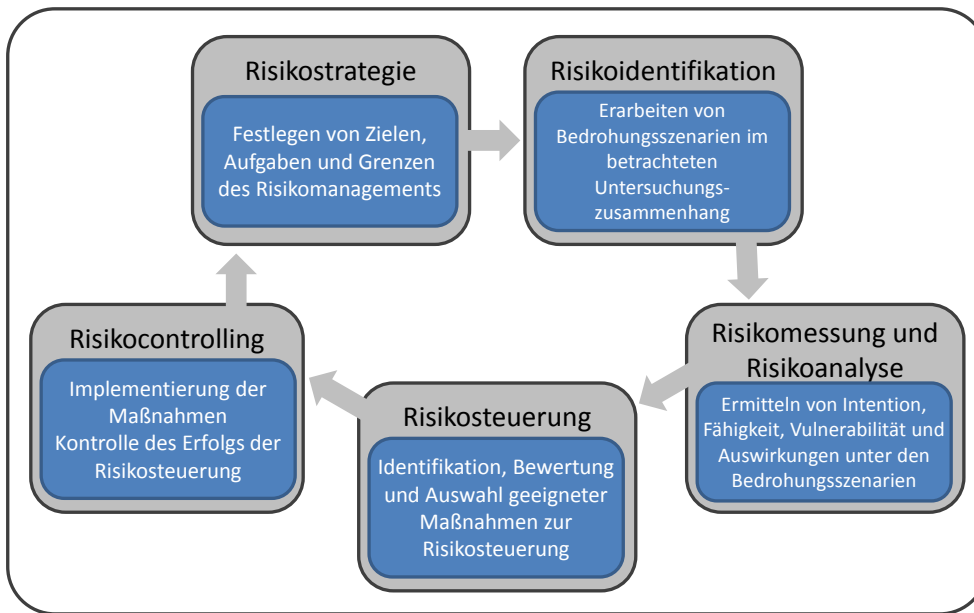 Risikostrategie
Festlegen von Zielen,
Aufgaben und Grenzen
des Risikomanagements
Risikoidentifikation
Erarbeiten von
Bedrohungsszenarien im
betrachteten
Untersuchungs-
zusammenhang
Risikomessung und
Risikoanalyse
Ermitteln von Intention,
Fähigkeit, Vulnerabilität und
Auswirkungen unter den
Bedrohungsszenarien
Risikosteuerung
Identifikation, Bewertung
und Auswahl geeigneter
Maßnahmen zur
Risikosteuerung
Risikocontrolling
Implementierung der
Maßnahmen
Kontrolle des Erfolgs der
Risikosteuerung